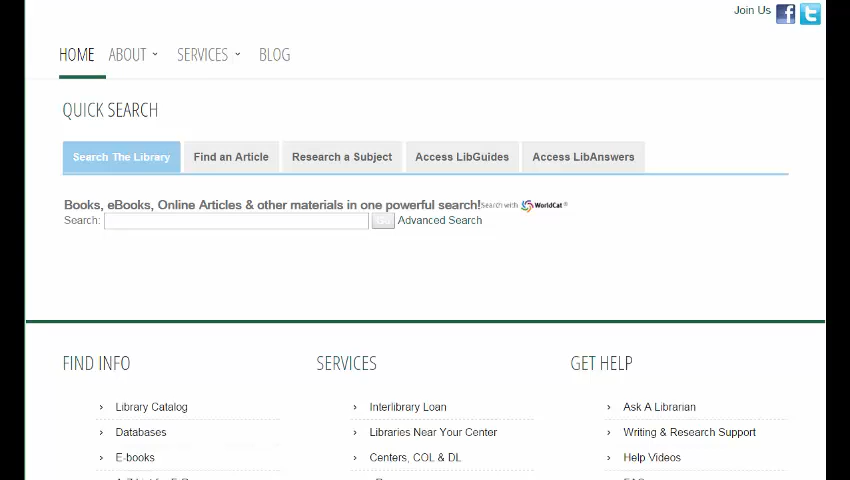 Join Us
HOME ABOUT SERVICES BLOG
QUICK SEARCH
Search The Library Find an Article Research a Subject Access LibGuides Access LibAnswers
Books, eBooks, Online Articles & other materials in one powerful search! Search with WorldCat®
Search: Advanced Search
FIND INFO SERVICES GET HELP
› Library Catalog › Interlibrary Loan › Ask A Librarian
› Databases › Libraries Near Your Center › Writing & Research Support
› E-books › Centers, COL & DL › Help Videos